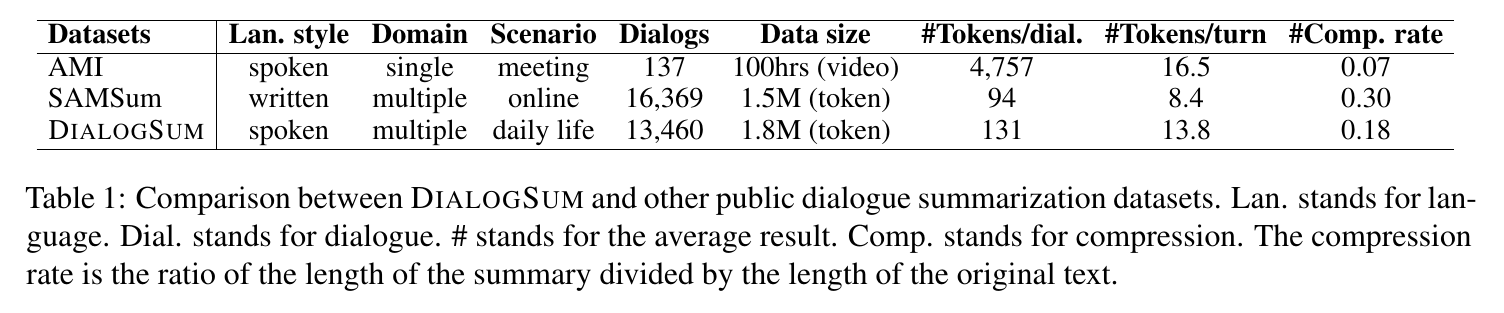 Datasets Lan. style Domain Scenario Dialogs Data size #Tokens/dial. #Tokens/turn #Comp. rate
AMI spoken single meeting 137 100hrs (video) 4,757 16.5 0.07
SAMSum written multiple online 16,369 1.5M (token) 94 8.4 0.30
DIALOGSUM spoken multiple daily life 13,460 1.8M (token) 131 13.8 0.18
Table 1: Comparison between DIALOGSUM and other public dialogue summarization datasets. Lan. stands for lan-
guage. Dial. stands for dialogue. # stands for the average result. Comp. stands for compression. The compression
rate is the ratio of the length of the summary divided by the length of the original text.